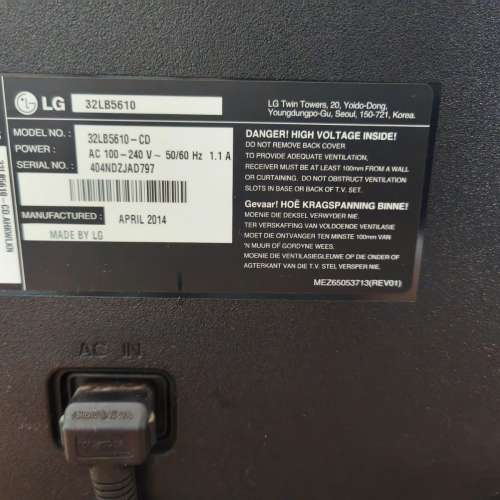 LG 32LB5610
LG Twin Towers, 20, Yoido-Dong,
Youngdungpo-Gu, Seoul, 150-721, Korea.
MODEL NO. : 32LB5610-CD
POWER : AC 100-240 V~ 50/60 Hz 1.1 A
SERIAL NO. : 404NDZJAD797
MANUFACTURED : APRIL 2014
MADE BY LG
DANGER! HIGH VOLTAGE INSIDE!
DO NOT REMOVE BACK COVER.
TO PROVIDE ADEQUATE VENTILATION,
RECEIVER MUST BE AT LEAST 100mm FROM A WALL
OR CURTAIN. DO NOT OBSTRUCT VENTILATION
SLOTS IN BASE OR BACK OF T.V. SET.
Gevaar! HOË KRAGSPANNING BINNE!
MOENIE DIE DEKSEL VERWYDER NIE.
TER VERSKAFFING VAN VOLDOENDE VENTILASIE
MOET DIE ONTVANGER TEN MINSTE 100mm VAN
'N MUUR OF GORDYNE WEES.
MOENIE DIE VENTILASIEGLEUWE OP DIE ONDER OF
AGTERKANT VAN DIE T.V. STEL VERSPER NIE.
MEZ65053713(REV01)
32LB5610-CD.AHHWLKN
AC IN